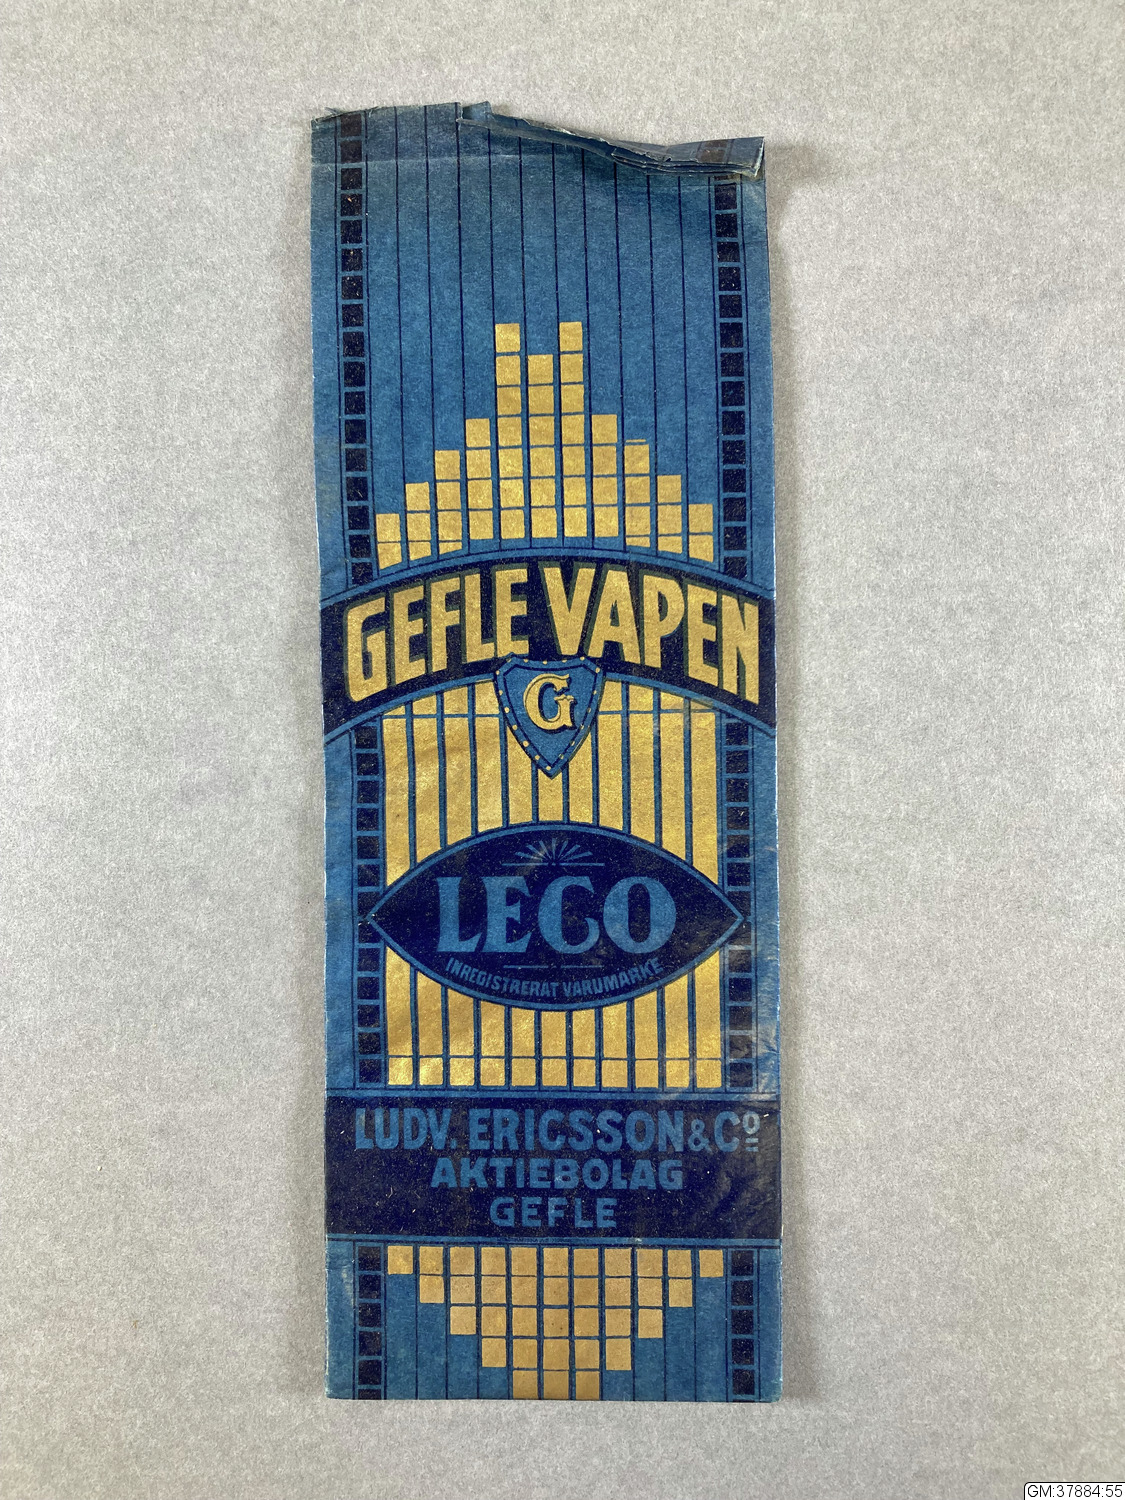 GEFLE VAPEN
G
LECO
INREGISTRERAT VARUMÄRKE
LUDV. ERICSSON & Cº
AKTIEBOLAG
GEFLE
GM:37884:55